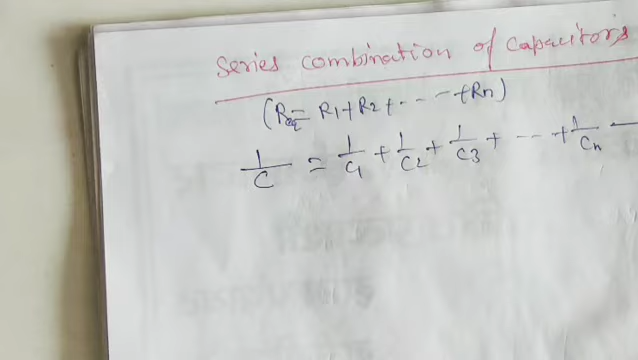 Series combination of capacitors
(Req = R1+R2+---- +Rn)
1/C = 1/C1 + 1/C2 + 1/C3 + -- + 1/Cn —